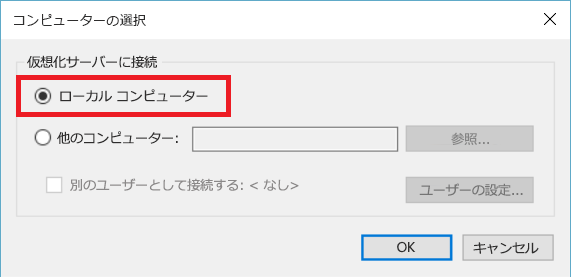 コンピューターの選択
仮想化サーバーに接続
ローカル コンピューター
他のコンピューター: 参照...
別のユーザーとして接続する: < なし> ユーザーの設定...
OK キャンセル